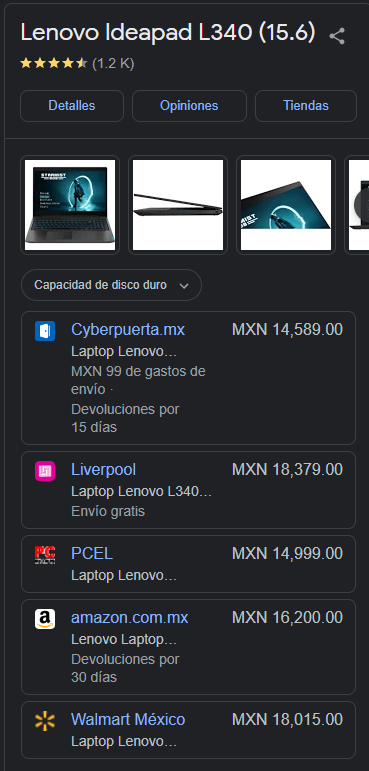 Lenovo Ideapad L340 (15.6)
(1.2 K)
Detalles
Opiniones
Tiendas
Capacidad de disco duro
Cyberpuerta.mx MXN 14,589.00
Laptop Lenovo...
MXN 99 de gastos de
envío ·
Devoluciones por
15 días
Liverpool MXN 18,379.00
Laptop Lenovo L340...
Envío gratis
PCEL MXN 14,999.00
Laptop Lenovo...
amazon.com.mx MXN 16,200.00
Lenovo Laptop...
Devoluciones por
30 días
Walmart México MXN 18,015.00
Laptop Lenovo...